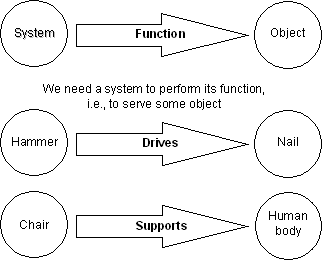 System Function Object
We need a system to perform its function,
i.e., to serve some object
Hammer Drives Nail
Chair Supports Human
body